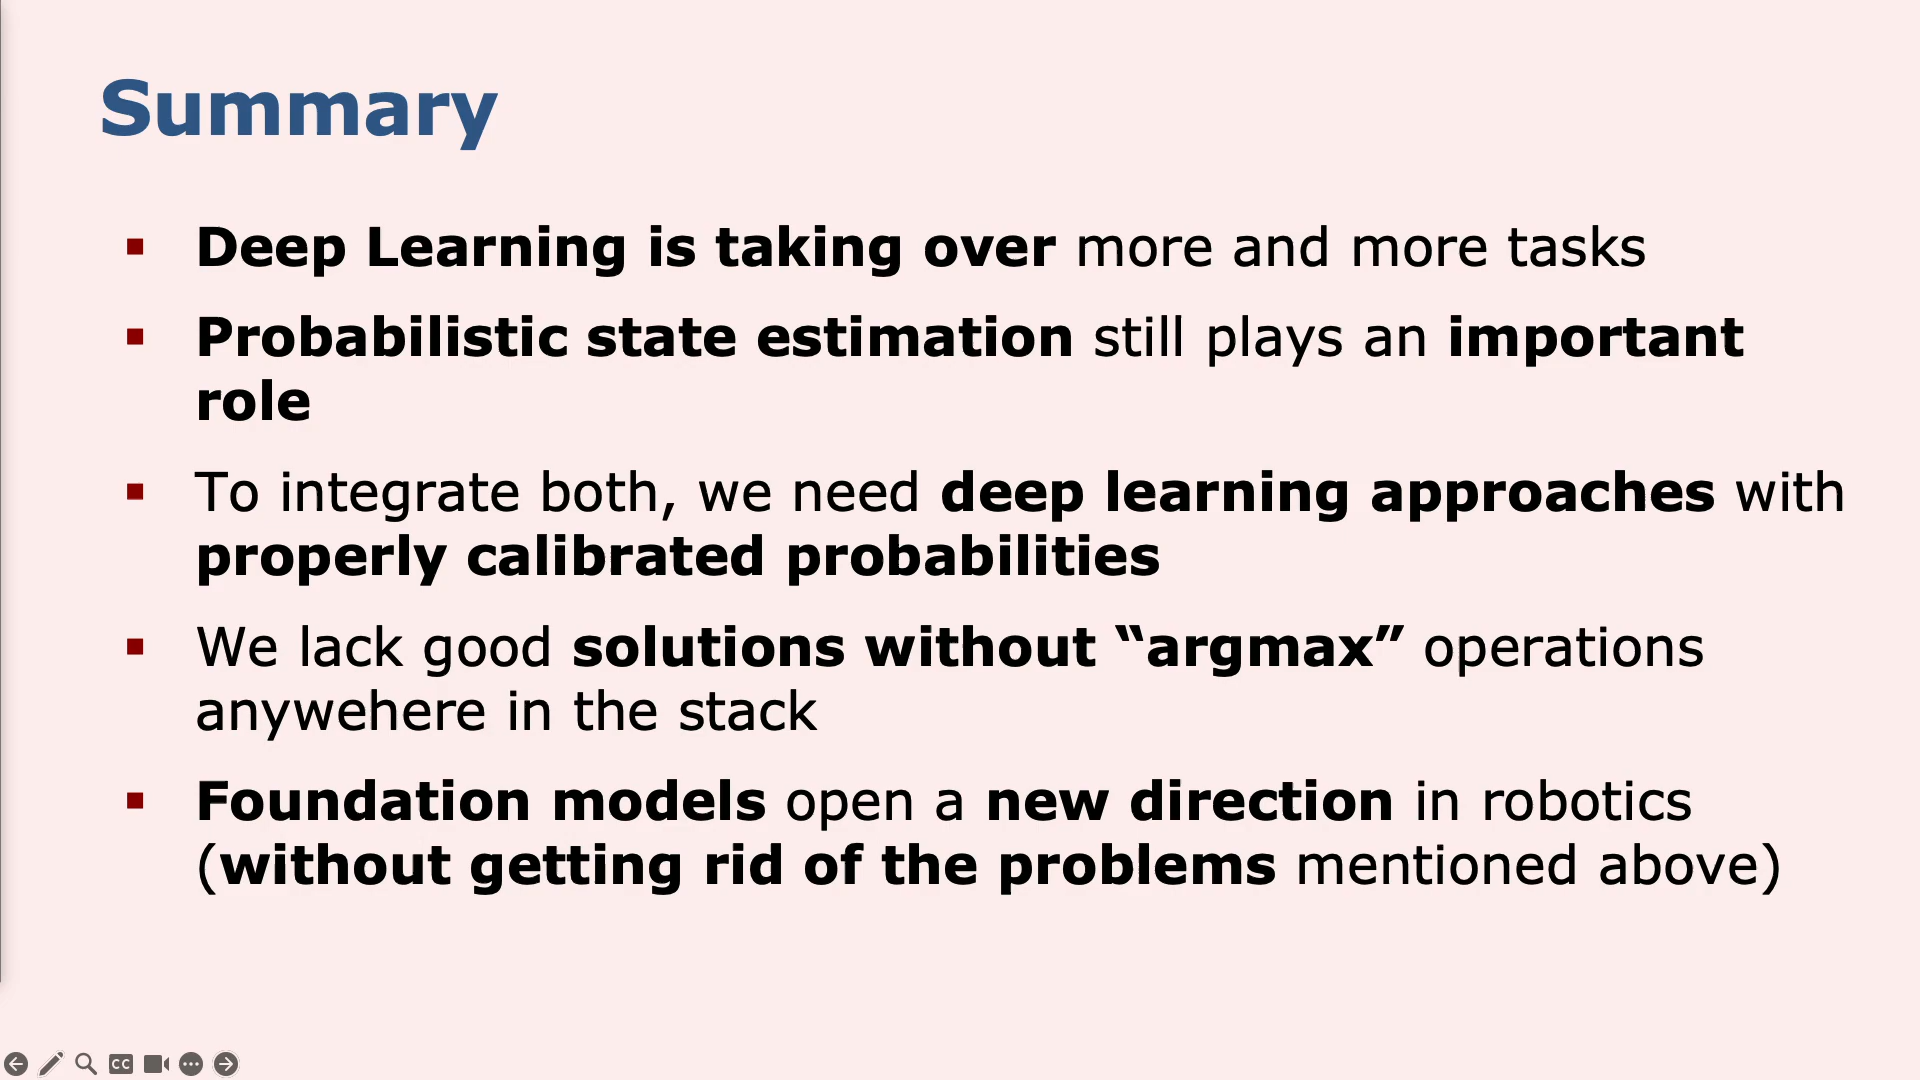 Summary
Deep Learning is taking over more and more tasks
Probabilistic state estimation still plays an important
role
To integrate both, we need deep learning approaches with
properly calibrated probabilities
We lack good solutions without “argmax” operations
anywehere in the stack
Foundation models open a new direction in robotics
(without getting rid of the problems mentioned above)
CC